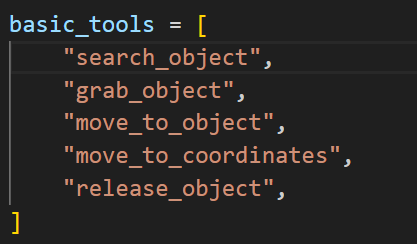 basic_tools = [
    "search_object",
    "grab_object",
    "move_to_object",
    "move_to_coordinates",
    "release_object",
]